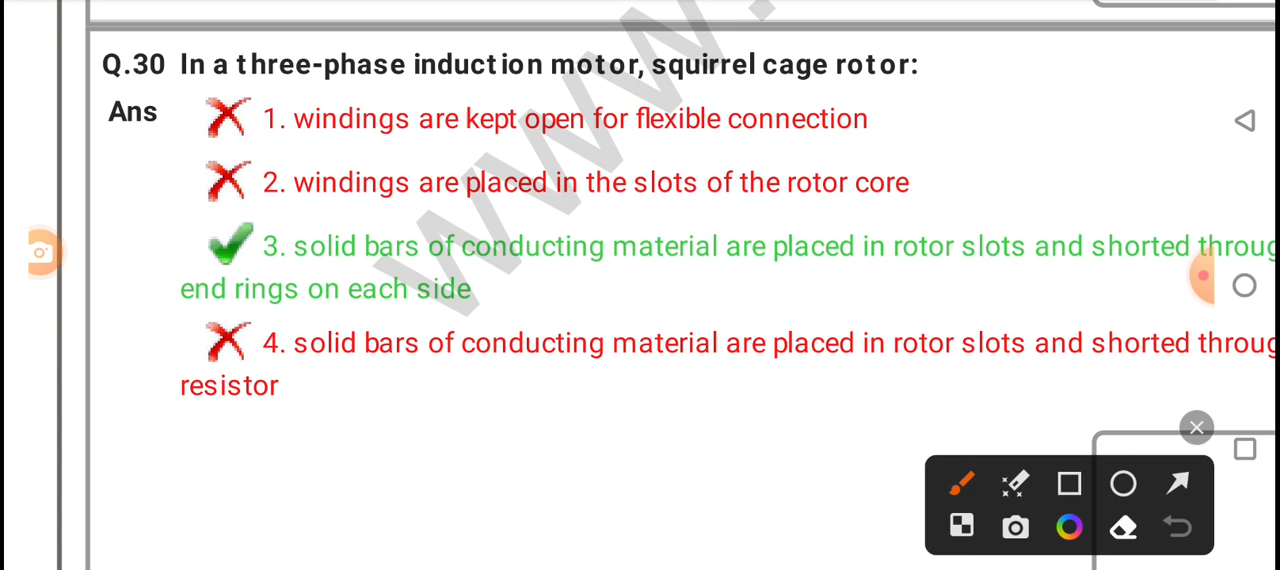 Q.30 In a three-phase induction motor, squirrel cage rotor:
Ans 1. windings are kept open for flexible connection
2. windings are placed in the slots of the rotor core
3. solid bars of conducting material are placed in rotor slots and shorted
end rings on each side
4. solid bars of conducting material are placed in rotor slots and shorted
resistor
www.